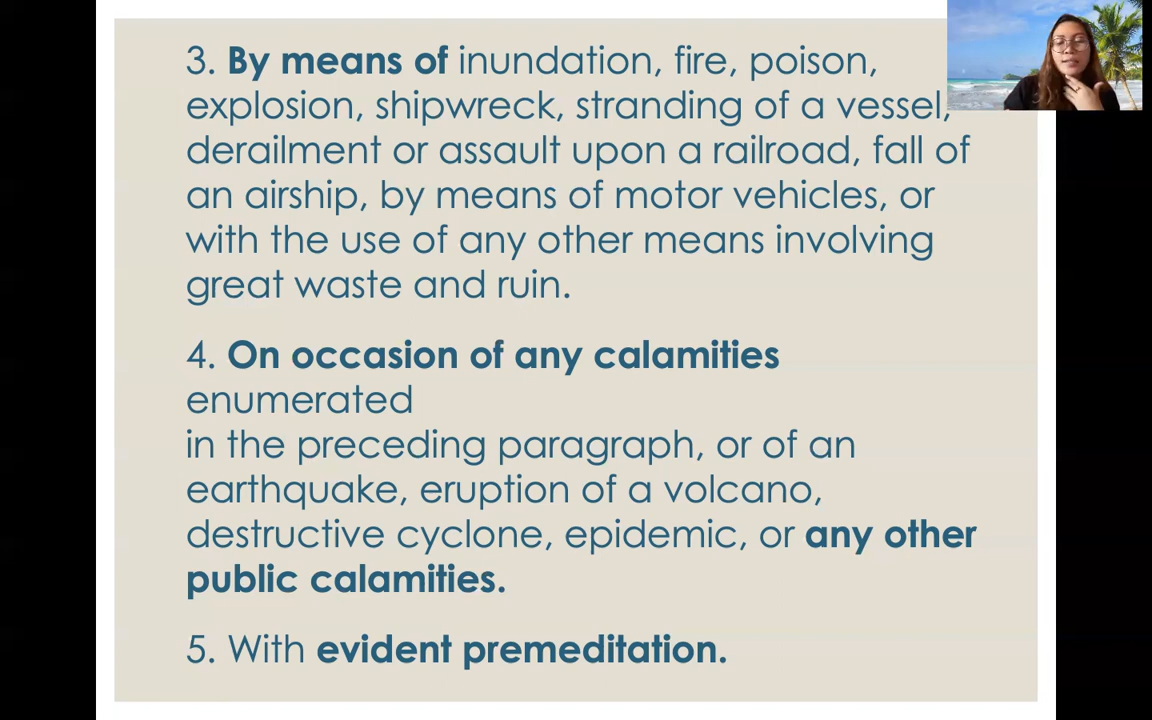 3. By means of inundation, fire, poison,
explosion, shipwreck, stranding of a vessel,
derailment or assault upon a railroad, fall of
an airship, by means of motor vehicles, or
with the use of any other means involving
great waste and ruin.
4. On occasion of any calamities
enumerated
in the preceding paragraph, or of an
earthquake, eruption of a volcano,
destructive cyclone, epidemic, or any other
public calamities.
5. With evident premeditation.